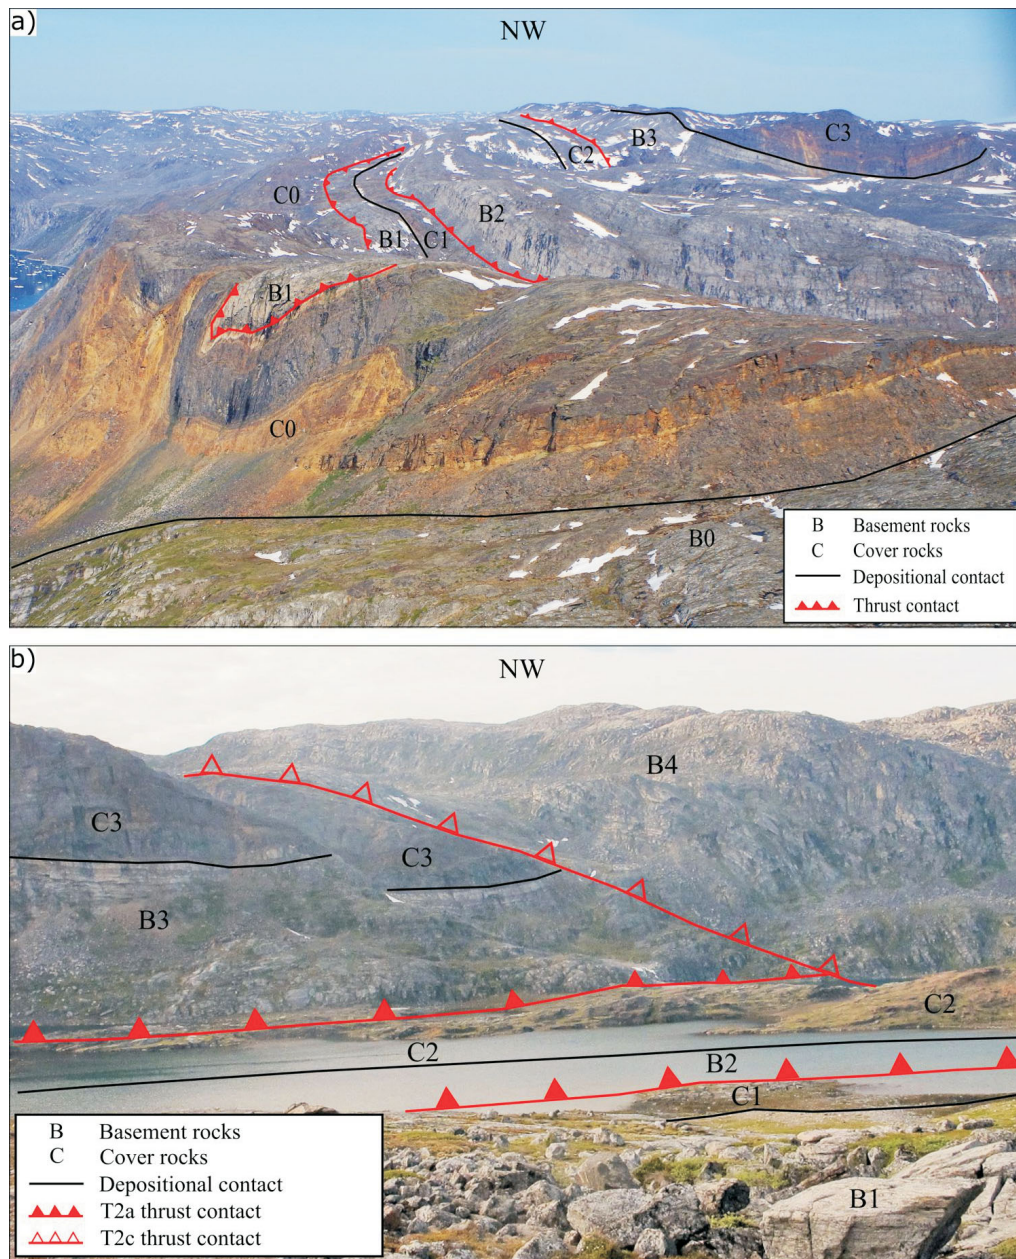 a)
NW
C3
B3
C2
C0
B2
B1
C1
B1
C0
B0
B Basement rocks
C Cover rocks
Depositional contact
Thrust contact
b)
NW
B4
C3
C3
B3
C2
C2
B2
C1
B1
B Basement rocks
C Cover rocks
Depositional contact
T2a thrust contact
T2c thrust contact